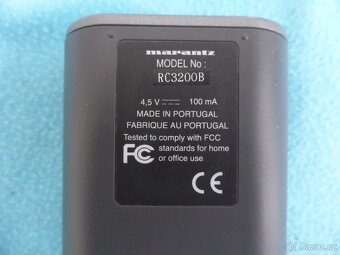 marantz
MODEL No :
RC3200B
4,5 V 100 mA
MADE IN PORTUGAL
FABRIQUE AU PORTUGAL
Tested to comply with FCC
FC standards for home
or office use
CE